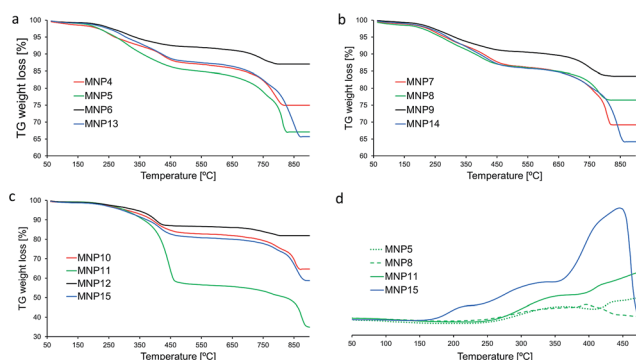 a
100
95
90
85
80
75
70
65
60
TG weight loss [%]
MNP4
MNP5
MNP6
MNP13
50 150 250 350 450 550 650 750 850
Temperature [ºC]
b
100
95
90
85
80
75
70
65
60
TG weight loss [%]
MNP7
MNP8
MNP9
MNP14
50 150 250 350 450 550 650 750 850
Temperature [ºC]
c
100
90
80
70
60
50
40
30
TG weight loss [%]
MNP10
MNP11
MNP12
MNP15
50 150 250 350 450 550 650 750 850
Temperature [ºC]
d
MNP5
MNP8
MNP11
MNP15
50 100 150 200 250 300 350 400 450
Temperature [ºC]